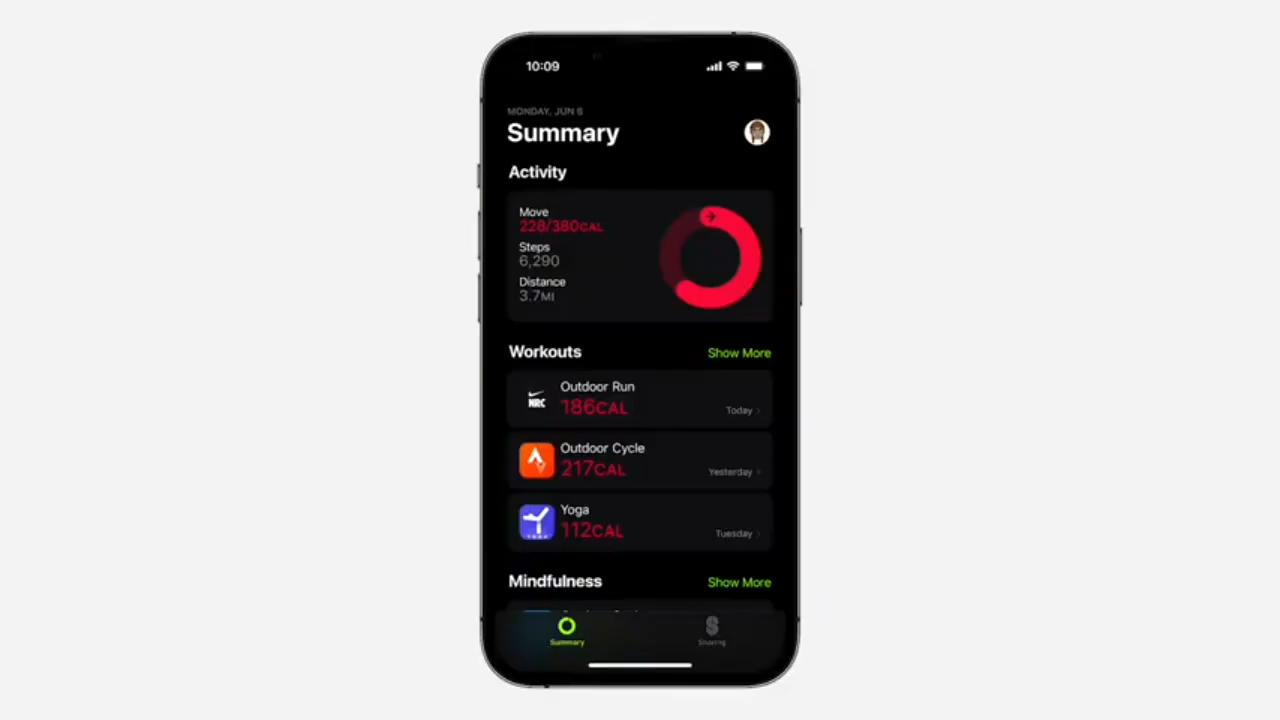 10:09
MONDAY, JUN 6
Summary
Activity
Move
228/380CAL
Steps
6,290
Distance
3.7MI
Workouts
Show More
NRC
Outdoor Run
186CAL
Today
Outdoor Cycle
217CAL
Yesterday
Yoga
112CAL
Tuesday
Mindfulness
Show More
Summary
Sharing